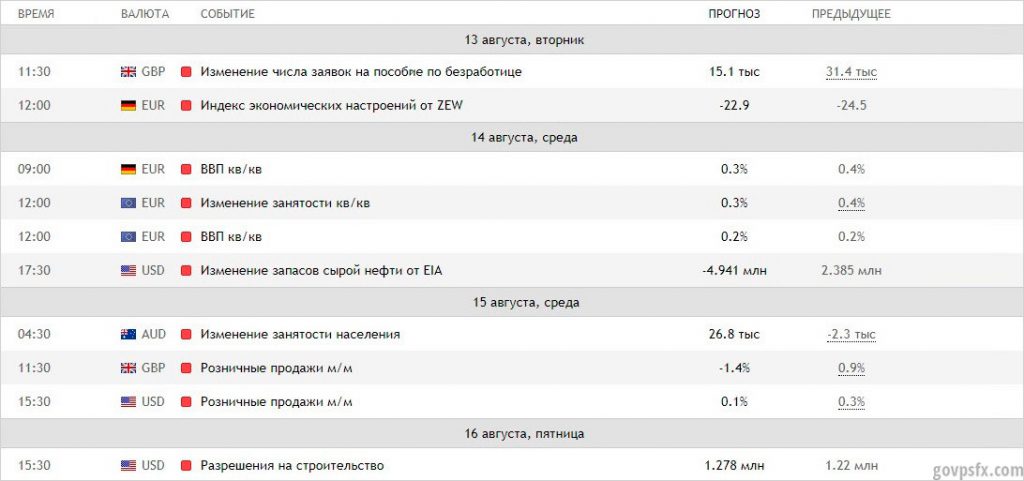 ВРЕМЯ ВАЛЮТА СОБЫТИЕ ПРОГНОЗ ПРЕДЫДУЩЕЕ
13 августа, вторник
11:30 GBP Изменение числа заявок на пособие по безработице 15.1 тыс 31.4 тыс
12:00 EUR Индекс экономических настроений от ZEW -22.9 -24.5
14 августа, среда
09:00 EUR ВВП кв/кв 0.3% 0.4%
12:00 EUR Изменение занятости кв/кв 0.3% 0.4%
12:00 EUR ВВП кв/кв 0.2% 0.2%
17:30 USD Изменение запасов сырой нефти от EIA -4.941 млн 2.385 млн
15 августа, среда
04:30 AUD Изменение занятости населения 26.8 тыс -2.3 тыс
11:30 GBP Розничные продажи м/м -1.4% 0.9%
15:30 USD Розничные продажи м/м 0.1% 0.3%
16 августа, пятница
15:30 USD Разрешения на строительство 1.278 млн 1.22 млн
govpsfx.com